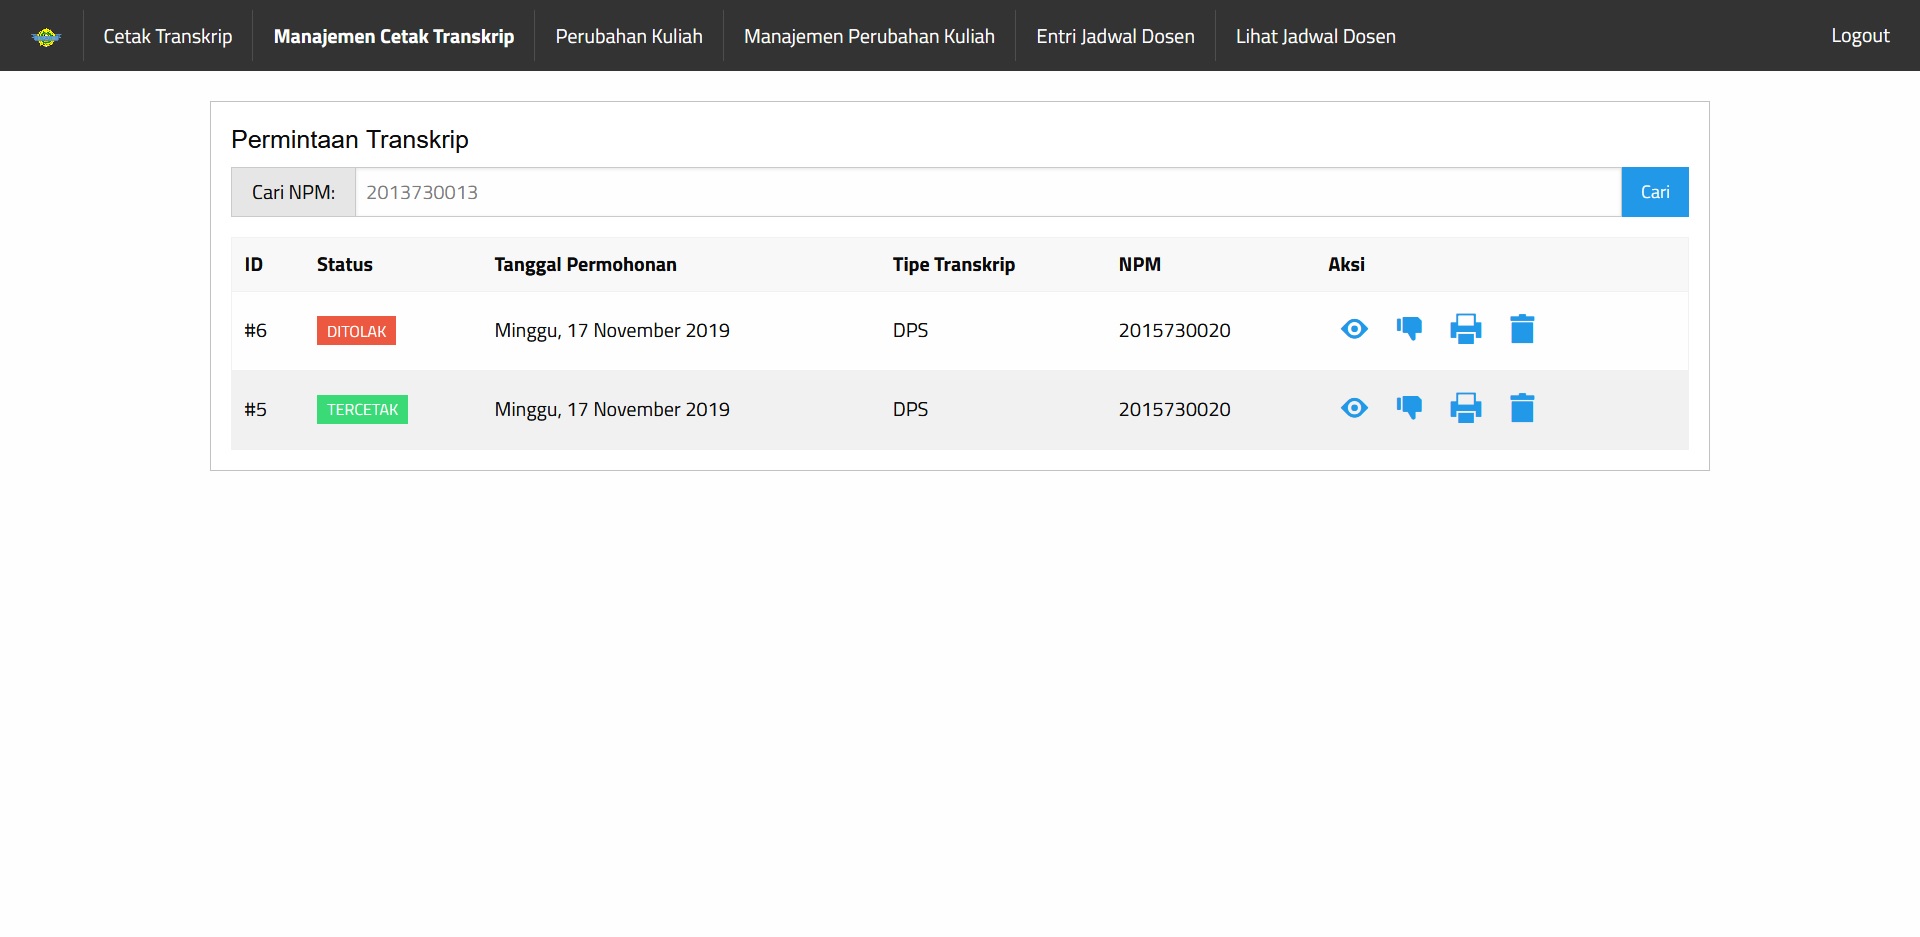 Cetak Transkrip Manajemen Cetak Transkrip Perubahan Kuliah Manajemen Perubahan Kuliah Entri Jadwal Dosen Lihat Jadwal Dosen Logout
Permintaan Transkrip
Cari NPM: 2013730013 Cari
ID Status Tanggal Permohonan Tipe Transkrip NPM Aksi
#6 DITOLAK Minggu, 17 November 2019 DPS 2015730020
#5 TERCETAK Minggu, 17 November 2019 DPS 2015730020